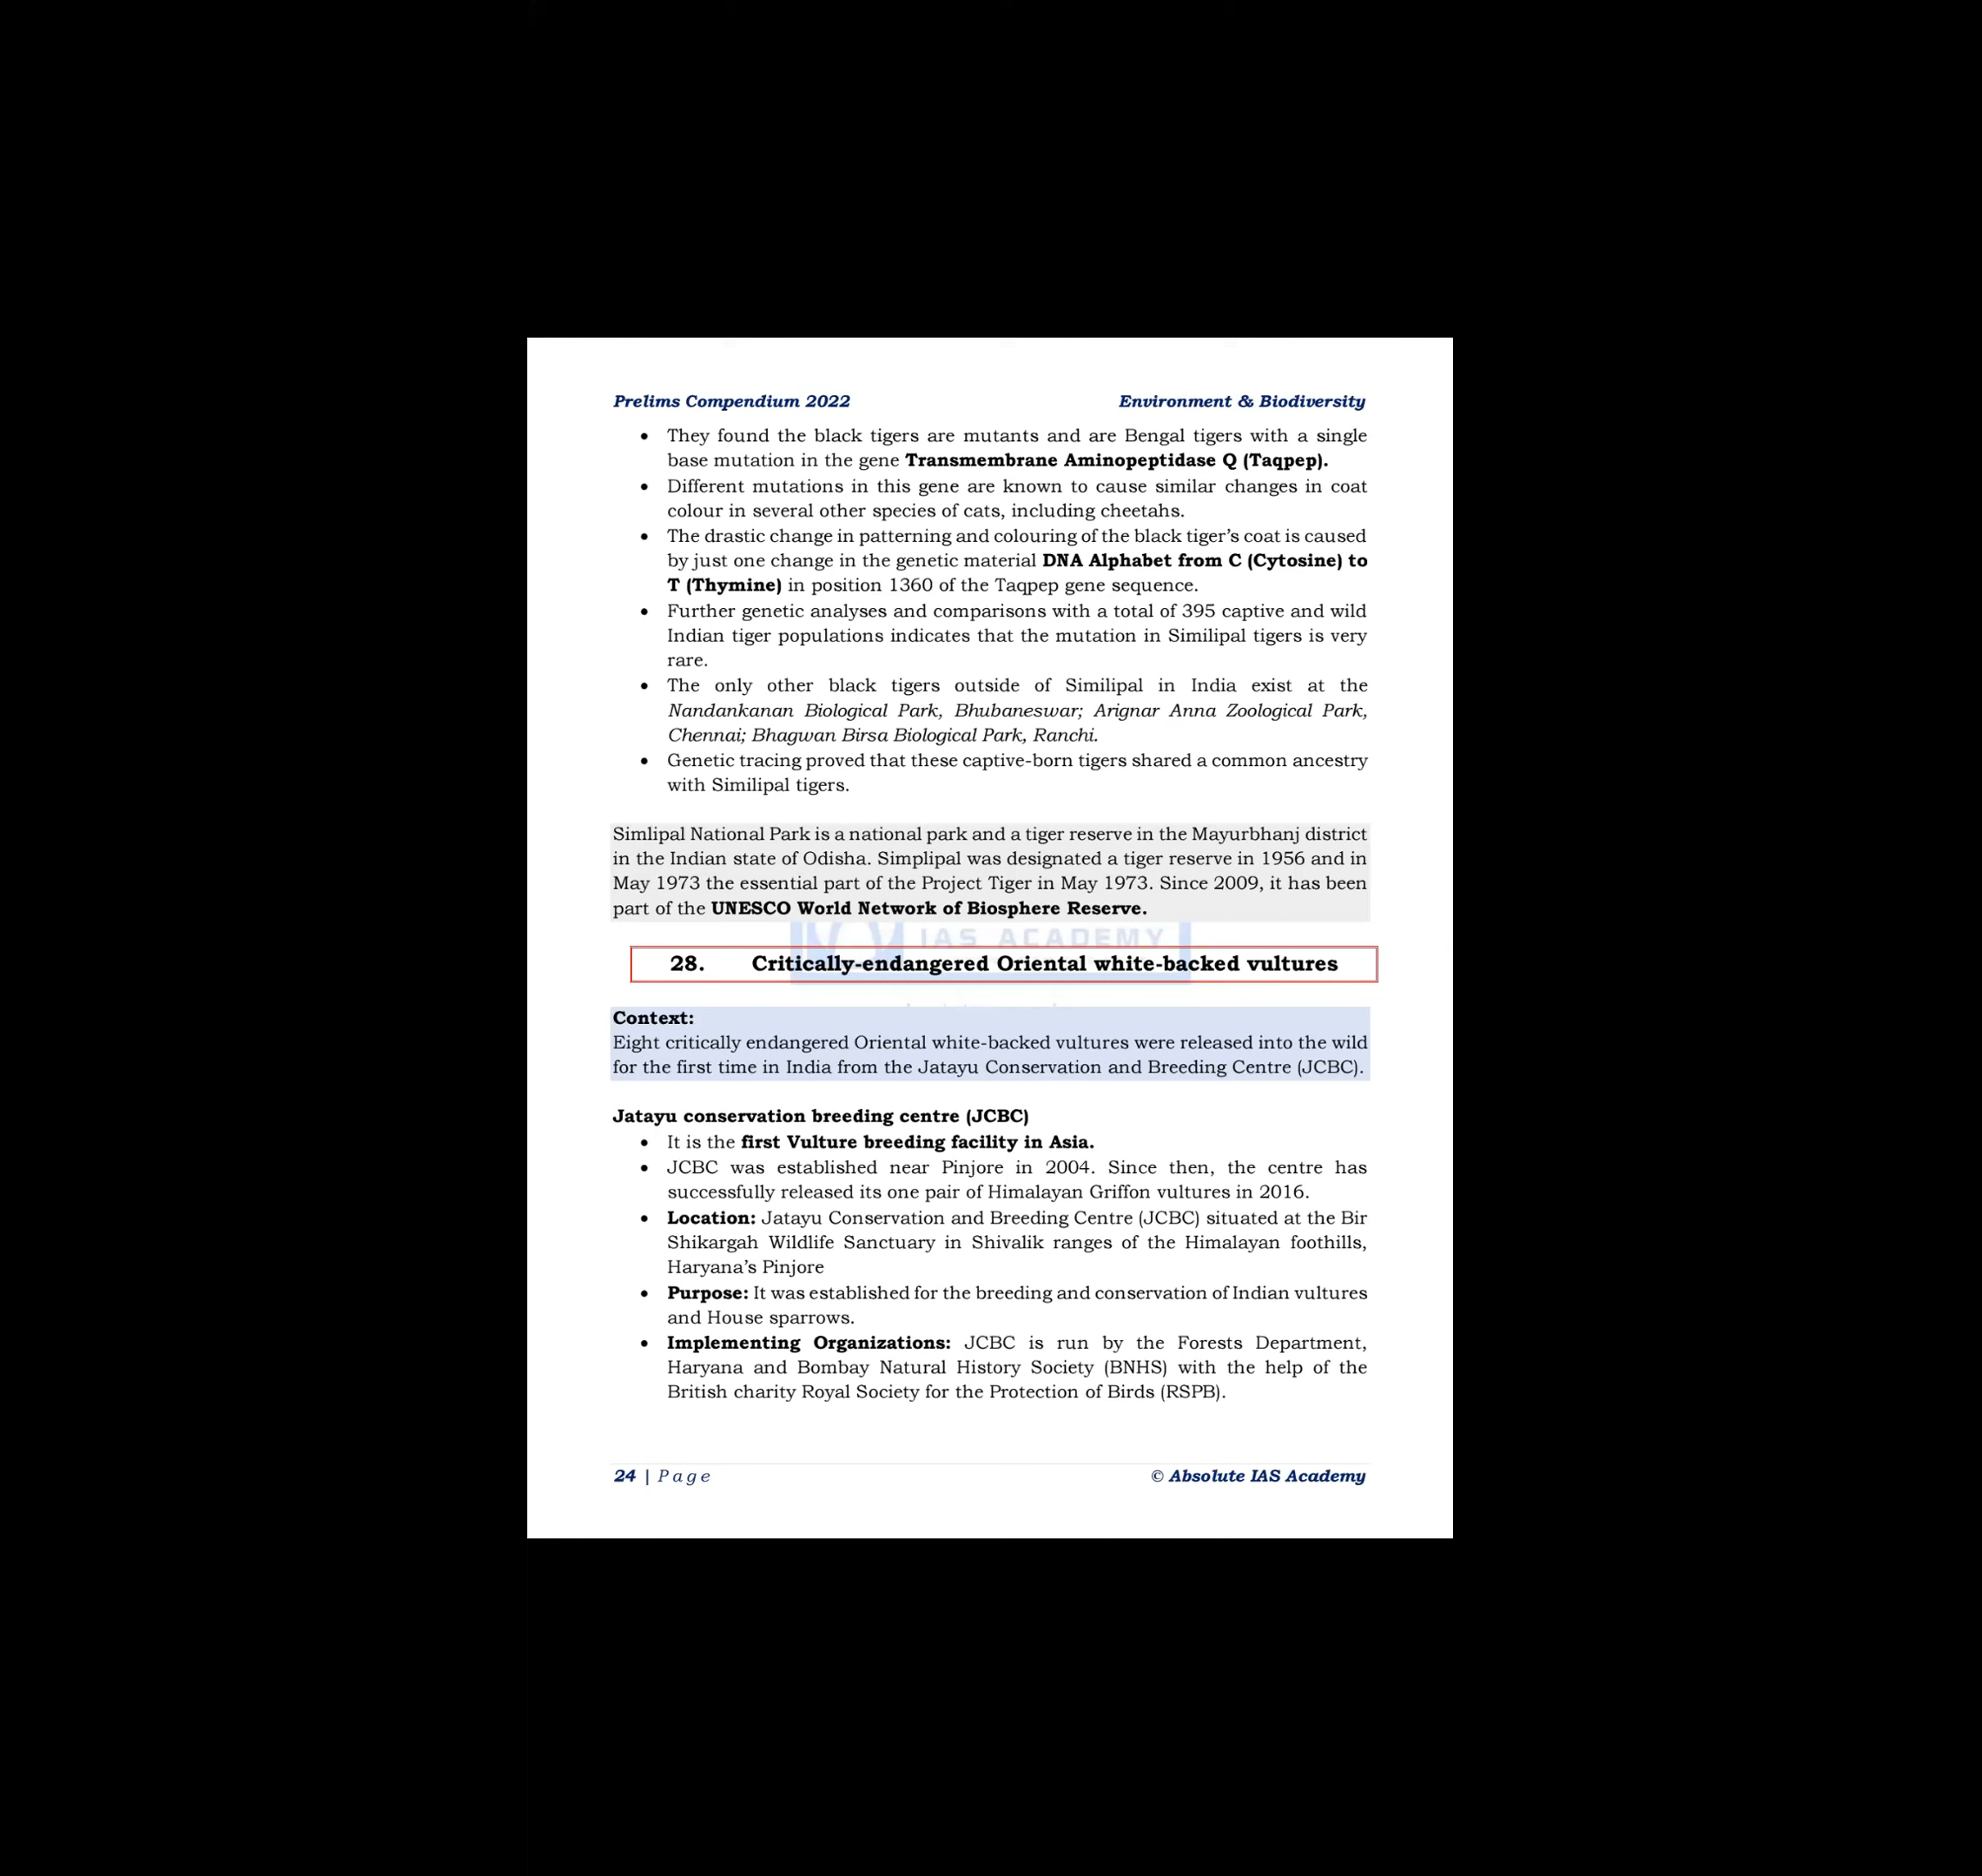 Prelims Compendium 2022 Environment & Biodiversity
• They found the black tigers are mutants and are Bengal tigers with a single
base mutation in the gene Transmembrane Aminopeptidase Q (Taqpep).
• Different mutations in this gene are known to cause similar changes in coat
colour in several other species of cats, including cheetahs.
• The drastic change in patterning and colouring of the black tiger’s coat is caused
by just one change in the genetic material DNA Alphabet from C (Cytosine) to
T (Thymine) in position 1360 of the Taqpep gene sequence.
• Further genetic analyses and comparisons with a total of 395 captive and wild
Indian tiger populations indicates that the mutation in Similipal tigers is very
rare.
• The only other black tigers outside of Similipal in India exist at the
Nandankanan Biological Park, Bhubaneswar; Arignar Anna Zoological Park,
Chennai; Bhagwan Birsa Biological Park, Ranchi.
• Genetic tracing proved that these captive-born tigers shared a common ancestry
with Similipal tigers.
Simlipal National Park is a national park and a tiger reserve in the Mayurbhanj district
in the Indian state of Odisha. Simplipal was designated a tiger reserve in 1956 and in
May 1973 the essential part of the Project Tiger in May 1973. Since 2009, it has been
part of the UNESCO World Network of Biosphere Reserve.
IAS ACADEMY
28. Critically-endangered Oriental white-backed vultures
Context:
Eight critically endangered Oriental white-backed vultures were released into the wild
for the first time in India from the Jatayu Conservation and Breeding Centre (JCBC).
Jatayu conservation breeding centre (JCBC)
• It is the first Vulture breeding facility in Asia.
• JCBC was established near Pinjore in 2004. Since then, the centre has
successfully released its one pair of Himalayan Griffon vultures in 2016.
• Location: Jatayu Conservation and Breeding Centre (JCBC) situated at the Bir
Shikargah Wildlife Sanctuary in Shivalik ranges of the Himalayan foothills,
Haryana’s Pinjore
• Purpose: It was established for the breeding and conservation of Indian vultures
and House sparrows.
• Implementing Organizations: JCBC is run by the Forests Department,
Haryana and Bombay Natural History Society (BNHS) with the help of the
British charity Royal Society for the Protection of Birds (RSPB).
24 | Page © Absolute IAS Academy